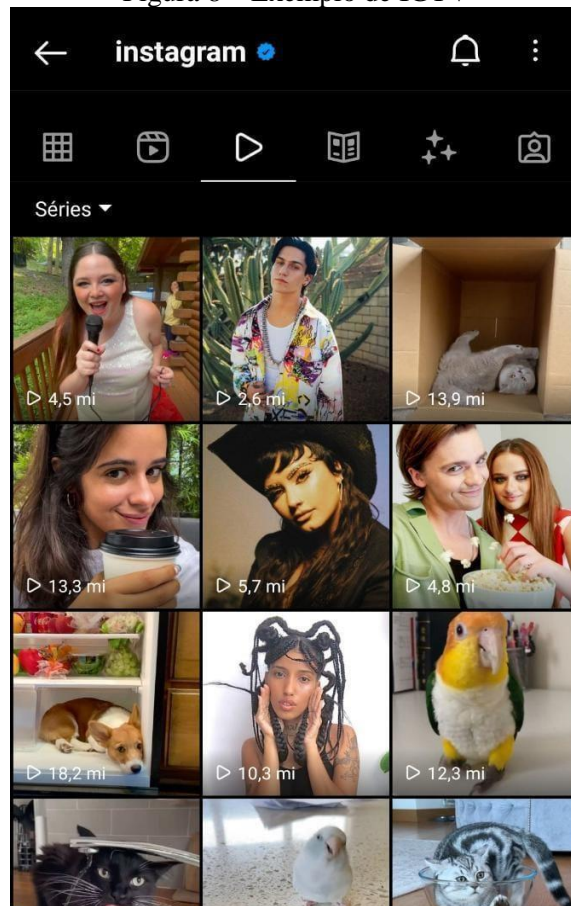 Figura 8 – Exemplo de IGTV
instagram
Séries
4,5 mi
2,6 mi
13,9 mi
13,3 mi
5,7 mi
4,8 mi
18,2 mi
10,3 mi
12,3 mi